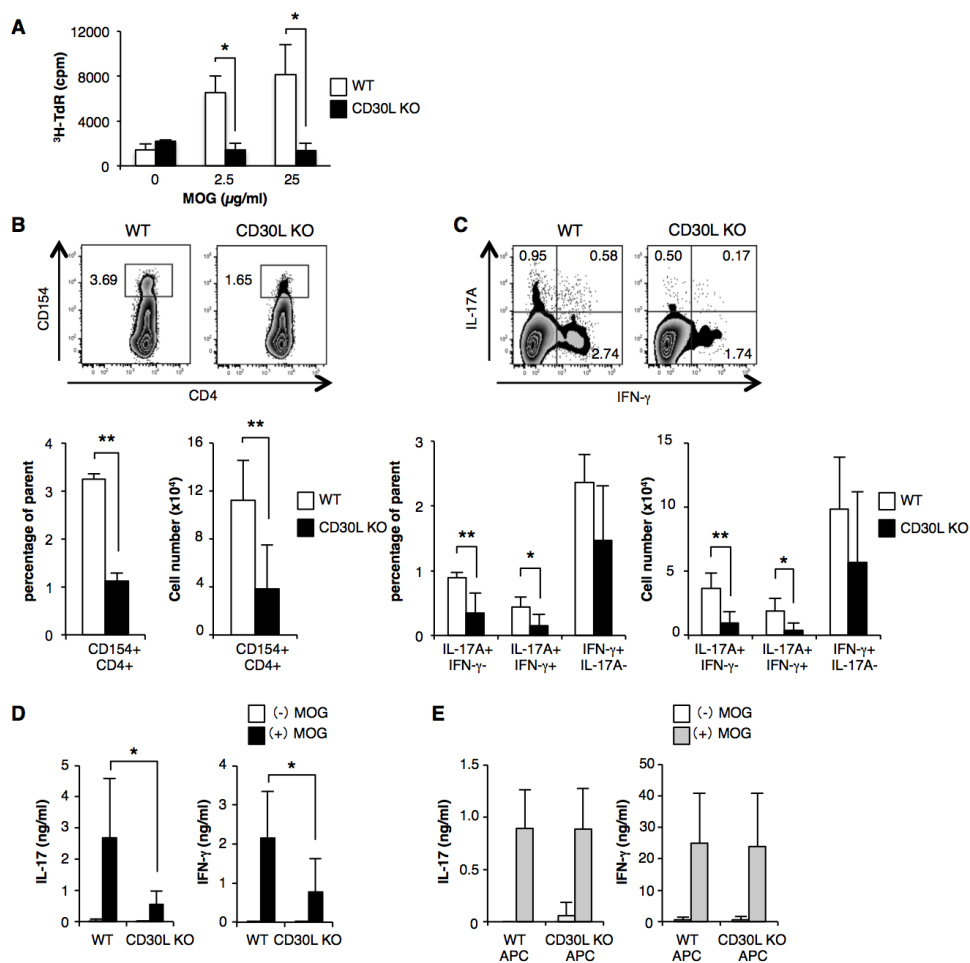 A
³H-TdR (cpm)
12000
8000
4000
0
*
*
0
2.5
25
MOG (µg/ml)
WT
CD30L KO
B
WT
CD30L KO
CD154
3.69
1.65
CD4
C
WT
CD30L KO
IL-17A
0.95
0.58
2.74
0.50
0.17
1.74
IFN-γ
percentage of parent
4
3
2
1
0
**
CD154+
CD4+
Cell number (x10⁴)
16
12
8
4
0
**
CD154+
CD4+
WT
CD30L KO
percentage of parent
3
2
1
0
**
*
IL-17A+
IFN-γ-
IL-17A+
IFN-γ+
IFN-γ+
IL-17A-
Cell number (x10⁴)
15
10
5
0
**
*
IL-17A+
IFN-γ-
IL-17A+
IFN-γ+
IFN-γ+
IL-17A-
WT
CD30L KO
D
(-) MOG
(+) MOG
IL-17 (ng/ml)
5
4
3
2
1
0
*
WT
CD30L KO
IFN-γ (ng/ml)
4
3
2
1
0
*
WT
CD30L KO
E
(-) MOG
(+) MOG
IL-17 (ng/ml)
1.5
1.0
0.5
0
WT
APC
CD30L KO
APC
IFN-γ (ng/ml)
50
40
30
20
10
0
WT
APC
CD30L KO
APC